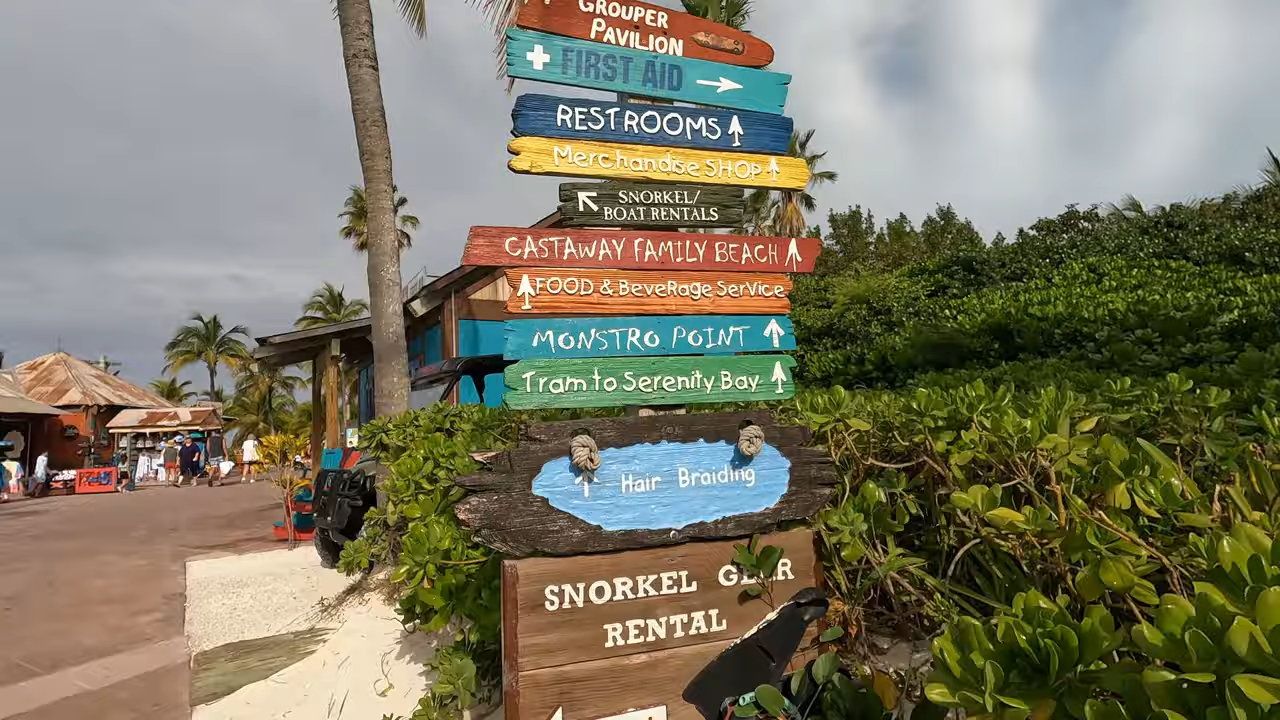 GROUPER
PAVILION
FIRST AID
RESTROOMS
Merchandise SHOP
SNORKEL/
BOAT RENTALS
CASTAWAY FAMILY BEACH
FOOD & BeveRage SerVice
MONSTRO POINT
Tram to Serenity Bay
Hair Braiding
SNORKEL GEAR
RENTAL